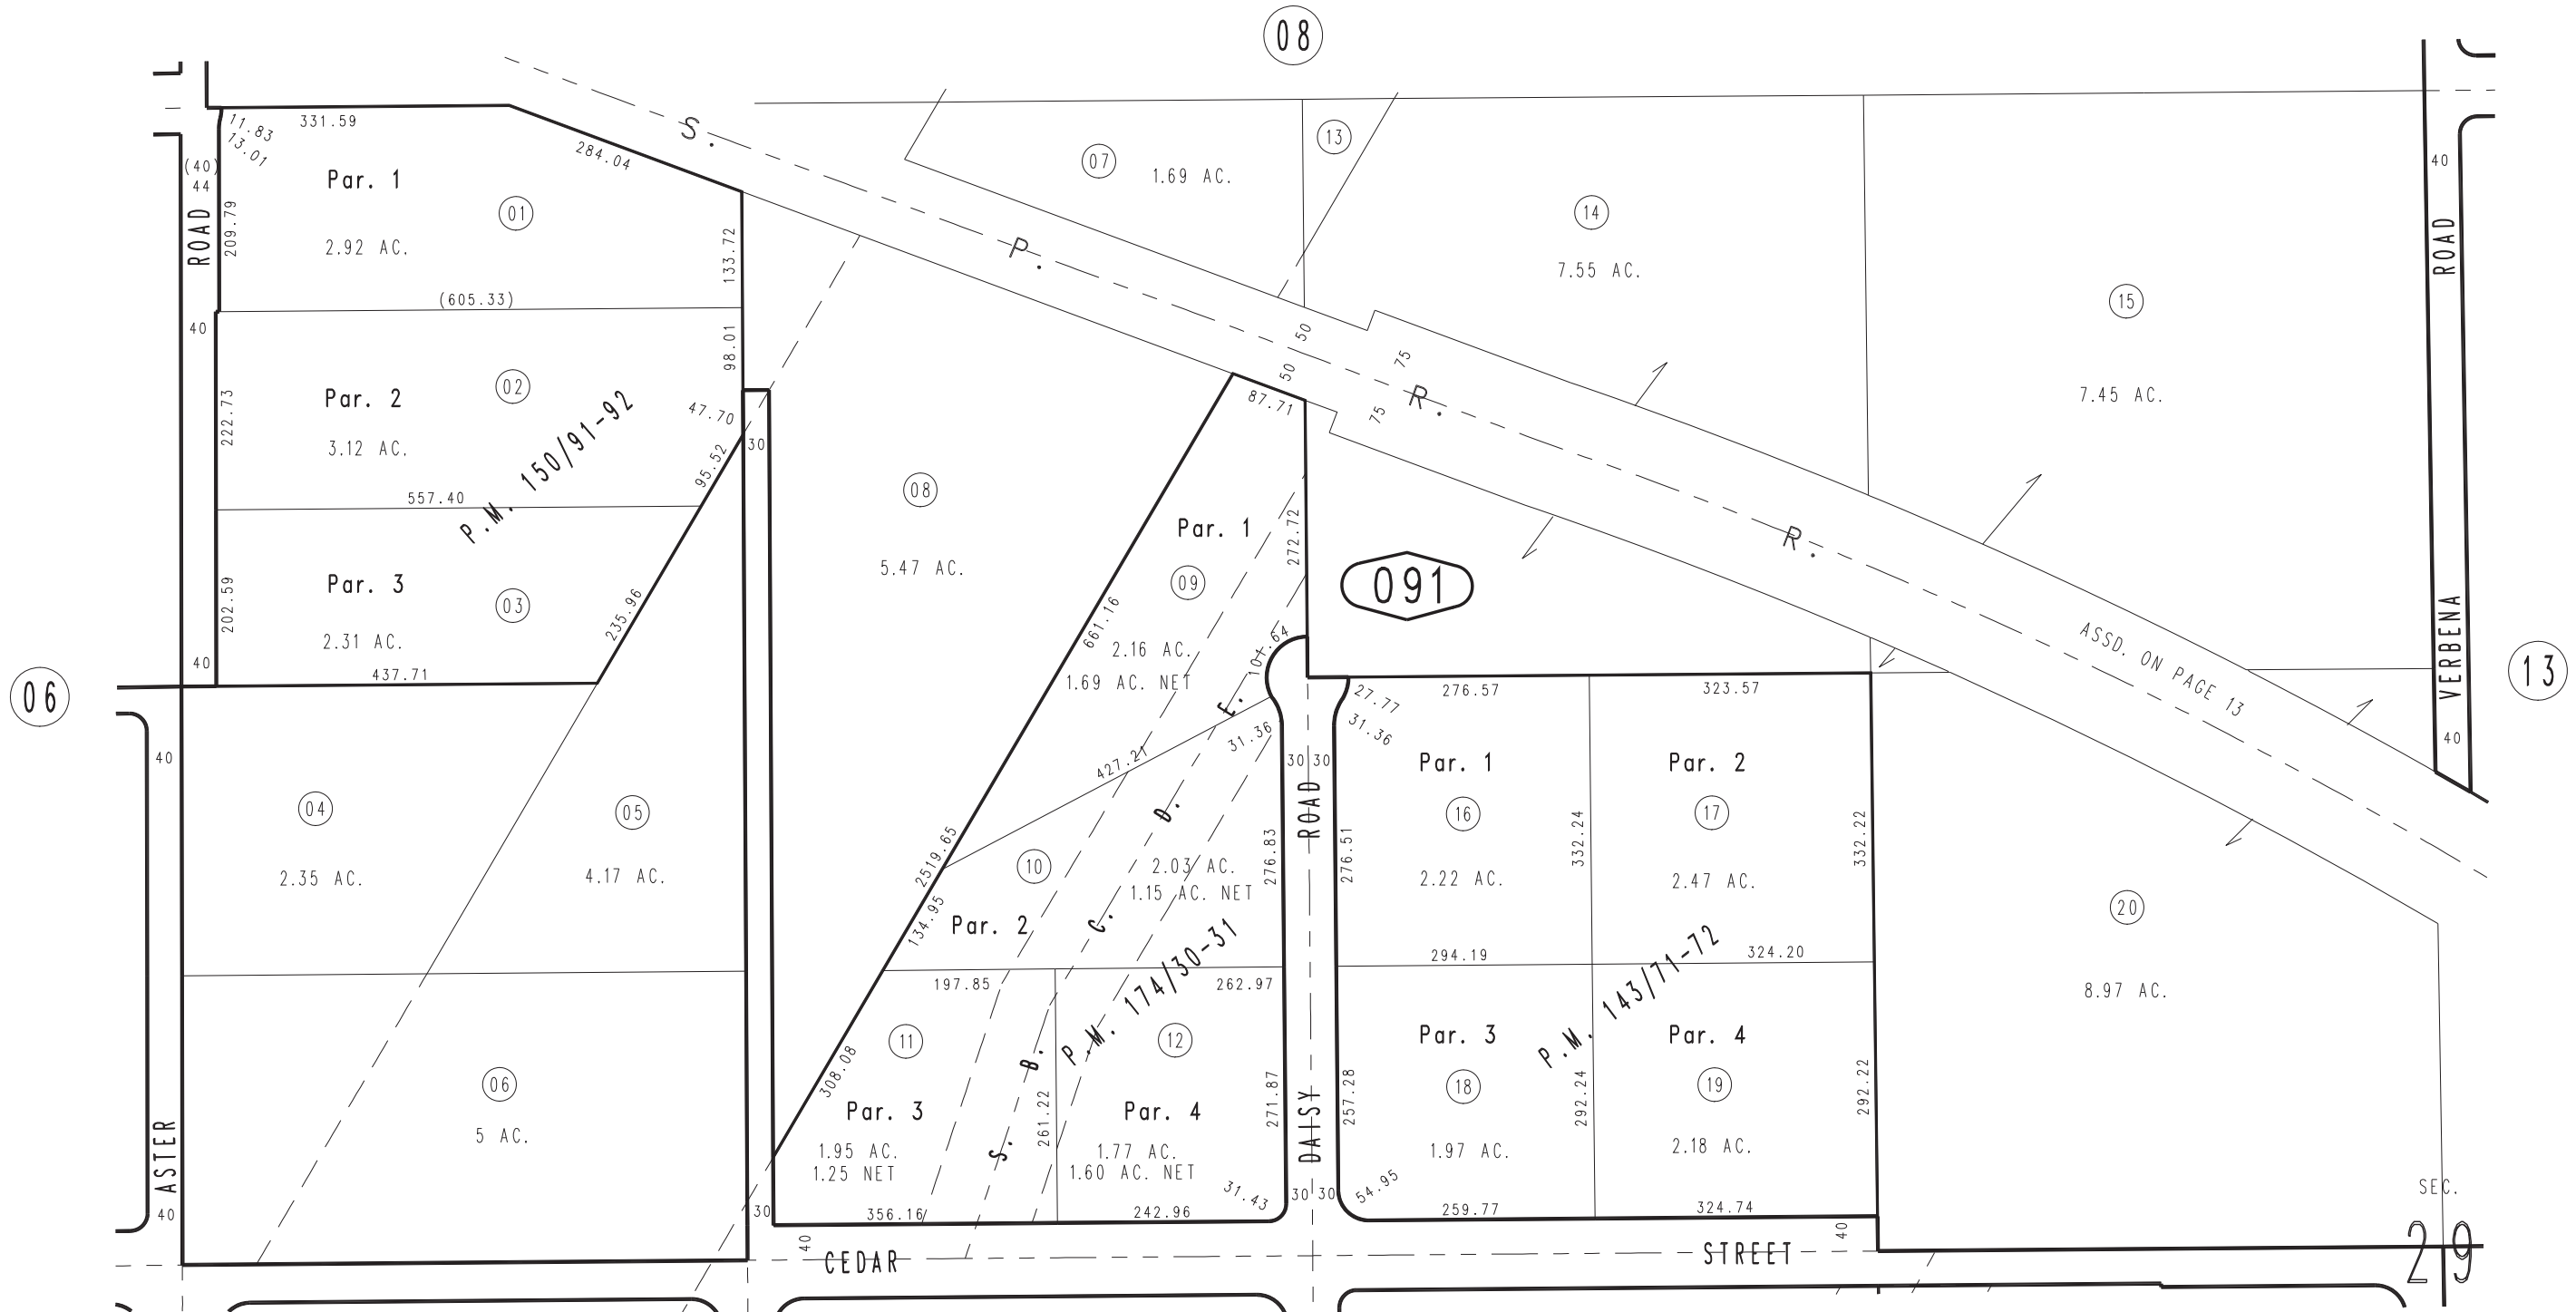 08
S. P. R. R.
331.59
11.83
13.01
284.04
(40)
44
ROAD
209.79
Par. 1
01
2.92 AC.
133.72
(605.33)
07
1.69 AC.
13
14
7.55 AC.
15
7.45 AC.
40
ROAD
VERBENA
40
40
98.01
Par. 2
02
3.12 AC.
222.73
47.70
95.52
30
557.40
P.M. 150/91-92
Par. 3
03
2.31 AC.
202.59
235.96
40
437.71
08
5.47 AC.
50
50
75
75
87.71
Par. 1
09
272.72
661.16
2.16 AC.
1.69 AC. NET
101.64
091
ASSD. ON PAGE 13
06
13
40
04
2.35 AC.
05
4.17 AC.
427.21
31.36
2519.65
134.95
10
2.03 AC.
1.15 AC. NET
Par. 2
276.83
S. B. C. D. E.
30 30
ROAD
27.77
31.36
276.57
323.57
Par. 1
16
2.22 AC.
276.51
332.24
Par. 2
17
2.47 AC.
332.22
294.19
324.20
20
8.97 AC.
197.85
262.97
P.M. 174/30-31
P.M. 143/71-72
06
5 AC.
308.08
11
Par. 3
1.95 AC.
1.25 NET
261.22
12
Par. 4
1.77 AC.
1.60 AC. NET
271.87
31.43
DAISY
257.28
Par. 3
18
1.97 AC.
292.24
Par. 4
19
2.18 AC.
292.22
54.95
ASTER
40
30
356.16
242.96
30 30
259.77
324.74
SEC.
29
40
CEDAR
STREET
40